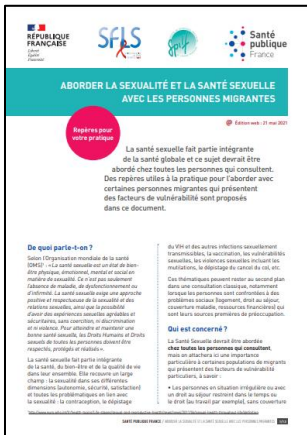 RÉPUBLIQUE
FRANÇAISE
Liberté
Égalité
Fraternité
SFLS
spilf
Santé
publique
France
ABORDER LA SEXUALITÉ ET LA SANTÉ SEXUELLE
AVEC LES PERSONNES MIGRANTES
Édition web : 21 mai 2021
Repères pour
votre pratique
La santé sexuelle fait partie intégrante
de la santé globale et ce sujet devrait être
abordé chez toutes les personnes qui consultent.
Des repères utiles à la pratique pour l'aborder avec
certaines personnes migrantes qui présentent
des facteurs de vulnérabilité sont proposés
dans ce document.
De quoi parle-t-on ?
Selon l'Organisation mondiale de la santé
(OMS)¹ - « La santé sexuelle est un état de bien-
être physique, émotionnel, mental et social en
matière de sexualité. Ce n'est pas seulement
l'absence de maladie, de dysfonctionnement ou
d'infirmité. La santé sexuelle exige une approche
positive et respectueuse de la sexualité et des
relations sexuelles, ainsi que la possibilité
d'avoir des expériences sexuelles agréables et
sécuritaires, sans coercition, ni discrimination
et ni violence. Pour atteindre et maintenir une
bonne santé sexuelle, les Droits Humains et Droits
sexuels de toutes les personnes doivent être
respectés, protégés et réalisés ».
La santé sexuelle fait partie intégrante
de la santé, du bien-être et de la qualité de vie
dans leur ensemble. Elle recouvre un large
champ : la sexualité dans ses différentes
dimensions (autonomie, sécurité, satisfaction)
et toutes les problématiques en lien avec
la sexualité : la contraception, le dépistage
du VIH et des autres infections sexuellement
transmissibles, la vaccination, les vulnérabilités
sexuelles, les violences sexuelles incluant les
mutilations, le dépistage du cancer du col, etc.
Ces thématiques peuvent rester au second plan
dans une consultation classique, notamment
lorsque les personnes sont confrontées à des
problèmes sociaux (logement, droit au séjour,
couverture maladie, ressources financières) qui
sont leurs sources premières de préoccupation.
Qui est concerné ?
La Santé Sexuelle devrait être abordée
chez toutes les personnes qui consultent,
mais on attachera ici une importance
particulière à certaines populations de migrants
qui présentent des facteurs de vulnérabilité
particuliers, à savoir :
• Les personnes en situation irrégulière ou avec
un droit au séjour restreint dans le temps ou
le droit (au travail par exemple), sans couverture